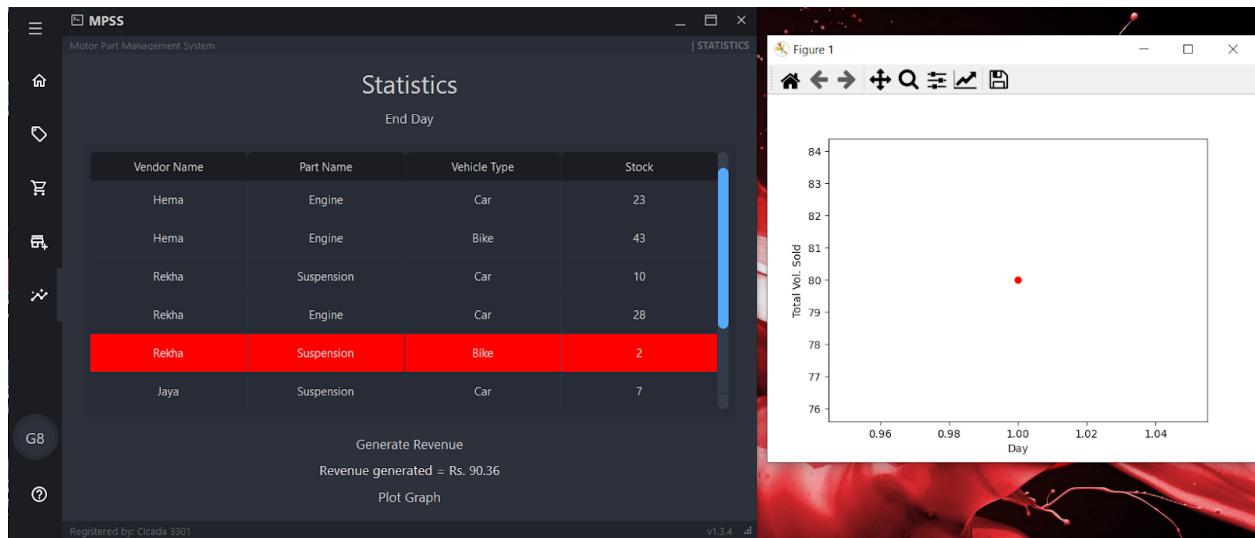 MPSS
Motor Part Management System | STATISTICS
Statistics
End Day
Vendor Name Part Name Vehicle Type Stock
Hema Engine Car 23
Hema Engine Bike 43
Rekha Suspension Car 10
Rekha Engine Car 28
Rekha Suspension Bike 2
Jaya Suspension Car 7
G8
Generate Revenue
Revenue generated = Rs. 90.36
Plot Graph
Registered by: Cicada 3301 v1.3.4
Figure 1
84
83
82
81
80
79
78
77
76
Total Vol. Sold
0.96 0.98 1.00 1.02 1.04
Day